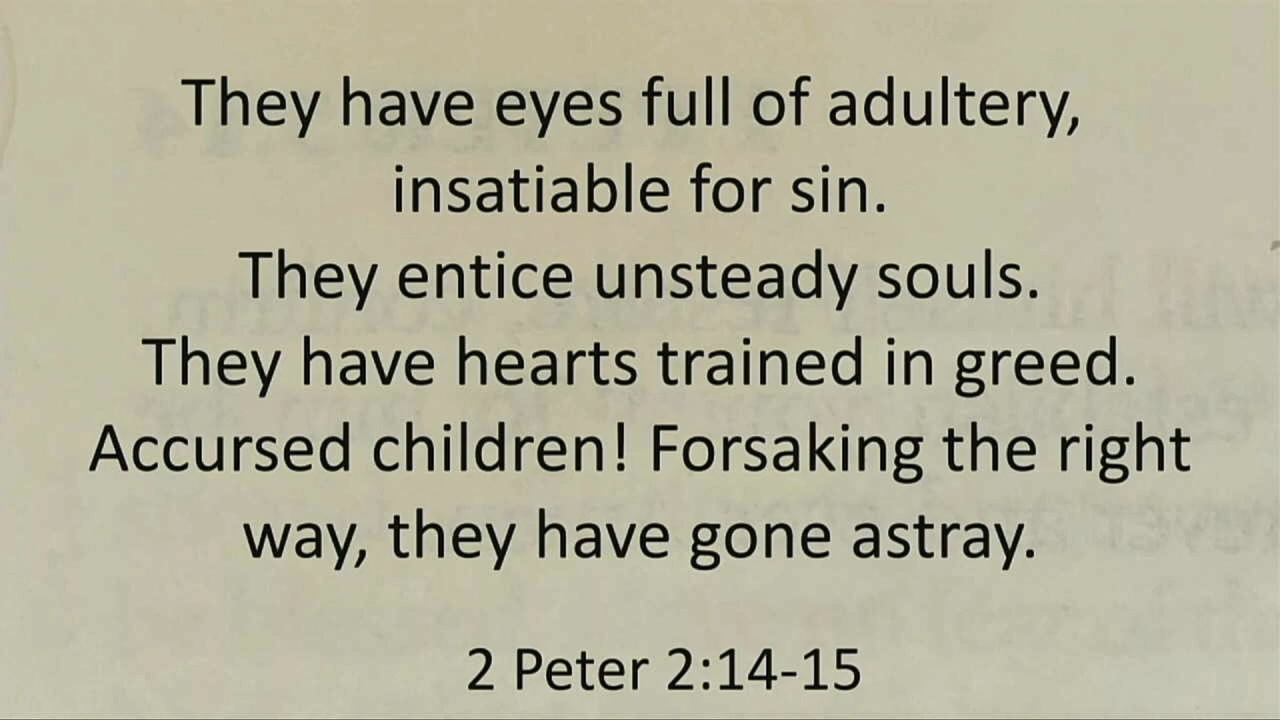 They have eyes full of adultery,
insatiable for sin.
They entice unsteady souls.
They have hearts trained in greed.
Accursed children! Forsaking the right
way, they have gone astray.
2 Peter 2:14-15